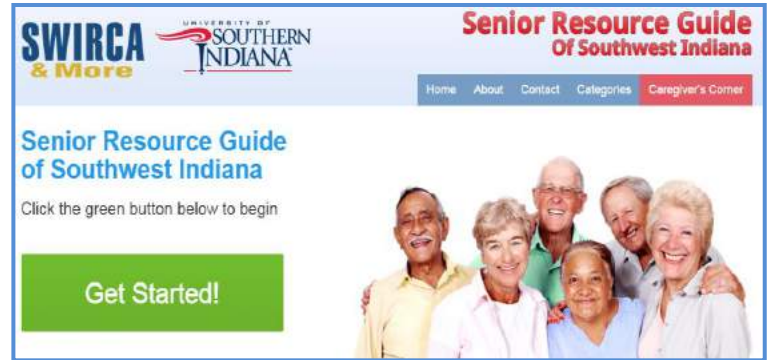 SWIRCA
& More
UNIVERSITY OF
SOUTHERN
INDIANA
Senior Resource Guide
Of Southwest Indiana
Home About Contact Categories Caregiver's Corner
Senior Resource Guide
of Southwest Indiana
Click the green button below to begin
Get Started!